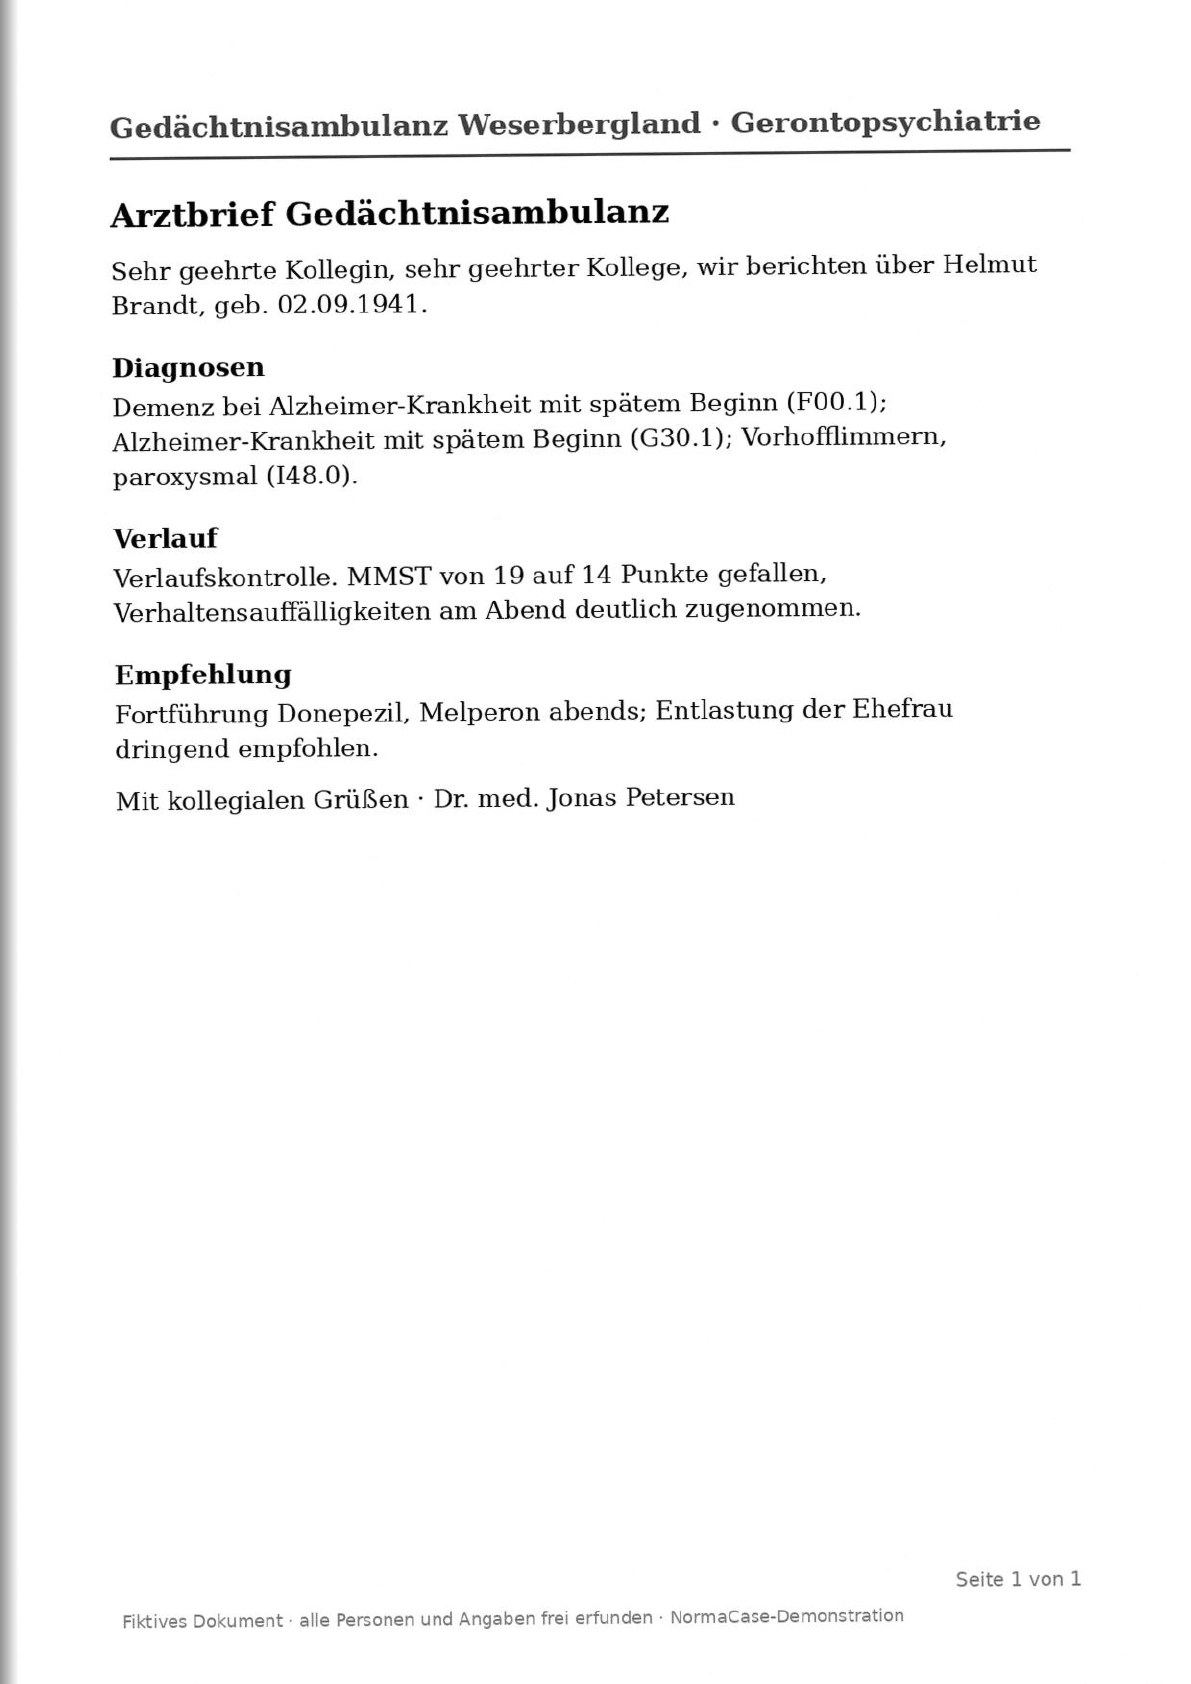 Gedächtnisambulanz Weserbergland · Gerontopsychiatrie
Arztbrief Gedächtnisambulanz
Sehr geehrte Kollegin, sehr geehrter Kollege, wir berichten über Helmut
Brandt, geb. 02.09.1941.
Diagnosen
Demenz bei Alzheimer-Krankheit mit spätem Beginn (F00.1);
Alzheimer-Krankheit mit spätem Beginn (G30.1); Vorhofflimmern,
paroxysmal (I48.0).
Verlauf
Verlaufskontrolle. MMST von 19 auf 14 Punkte gefallen,
Verhaltensauffälligkeiten am Abend deutlich zugenommen.
Empfehlung
Fortführung Donepezil, Melperon abends; Entlastung der Ehefrau
dringend empfohlen.
Mit kollegialen Grüßen · Dr. med. Jonas Petersen
Seite 1 von 1
Fiktives Dokument · alle Personen und Angaben frei erfunden · NormaCase-Demonstration